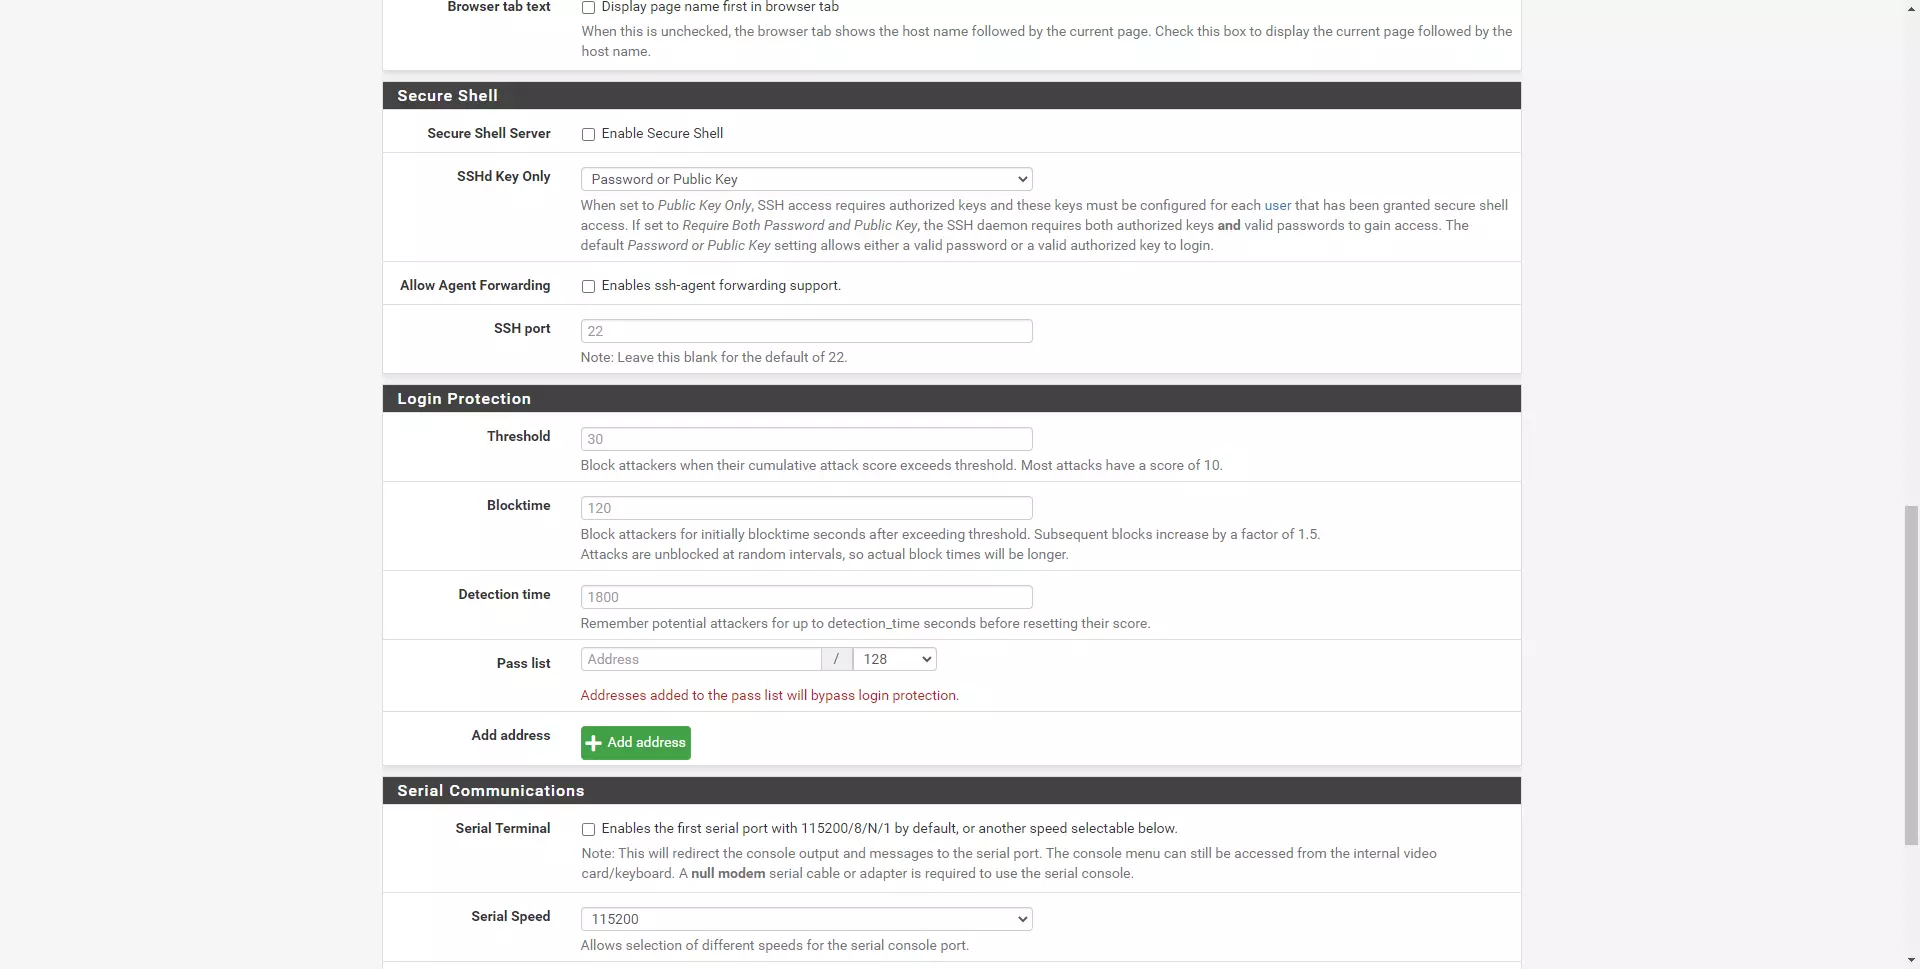 Browser tab text
Display page name first in browser tab
When this is unchecked, the browser tab shows the host name followed by the current page. Check this box to display the current page followed by the
host name.
Secure Shell
Secure Shell Server
Enable Secure Shell
SSHd Key Only
Password or Public Key
When set to Public Key Only, SSH access requires authorized keys and these keys must be configured for each user that has been granted secure shell
access. If set to Require Both Password and Public Key, the SSH daemon requires both authorized keys and valid passwords to gain access. The
default Password or Public Key setting allows either a valid password or a valid authorized key to login.
Allow Agent Forwarding
Enables ssh-agent forwarding support.
SSH port
22
Note: Leave this blank for the default of 22.
Login Protection
Threshold
30
Block attackers when their cumulative attack score exceeds threshold. Most attacks have a score of 10.
Blocktime
120
Block attackers for initially blocktime seconds after exceeding threshold. Subsequent blocks increase by a factor of 1.5.
Attacks are unblocked at random intervals, so actual block times will be longer.
Detection time
1800
Remember potential attackers for up to detection_time seconds before resetting their score.
Pass list
Address / 128
Addresses added to the pass list will bypass login protection.
Add address
Add address
Serial Communications
Serial Terminal
Enables the first serial port with 115200/8/N/1 by default, or another speed selectable below.
Note: This will redirect the console output and messages to the serial port. The console menu can still be accessed from the internal video
card/keyboard. A null modem serial cable or adapter is required to use the serial console.
Serial Speed
115200
Allows selection of different speeds for the serial console port.